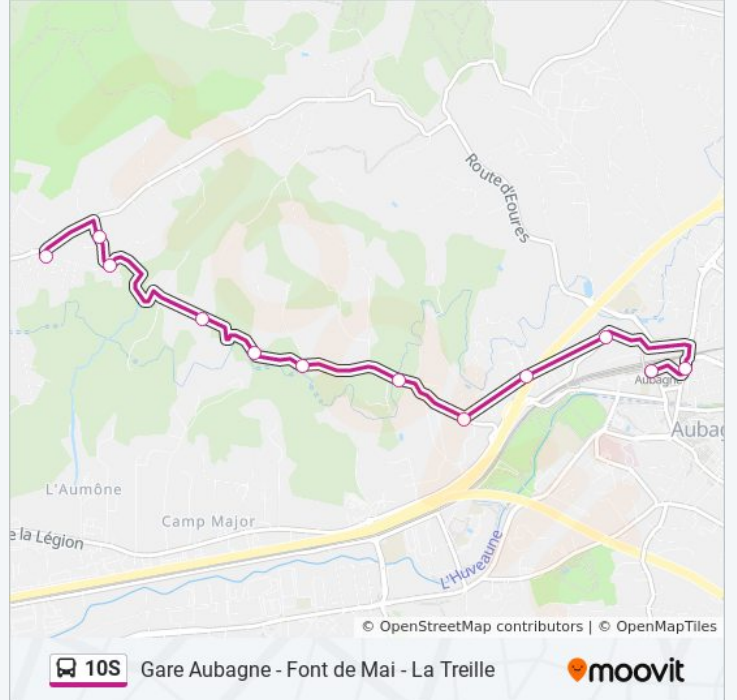 Route d'Eoures
Aubagne
Aubag
L'Aumône
Camp Major
e la Légion
L'Huveaune
© OpenStreetMap contributors | © OpenMapTiles
10S Gare Aubagne - Font de Mai - La Treille moovit